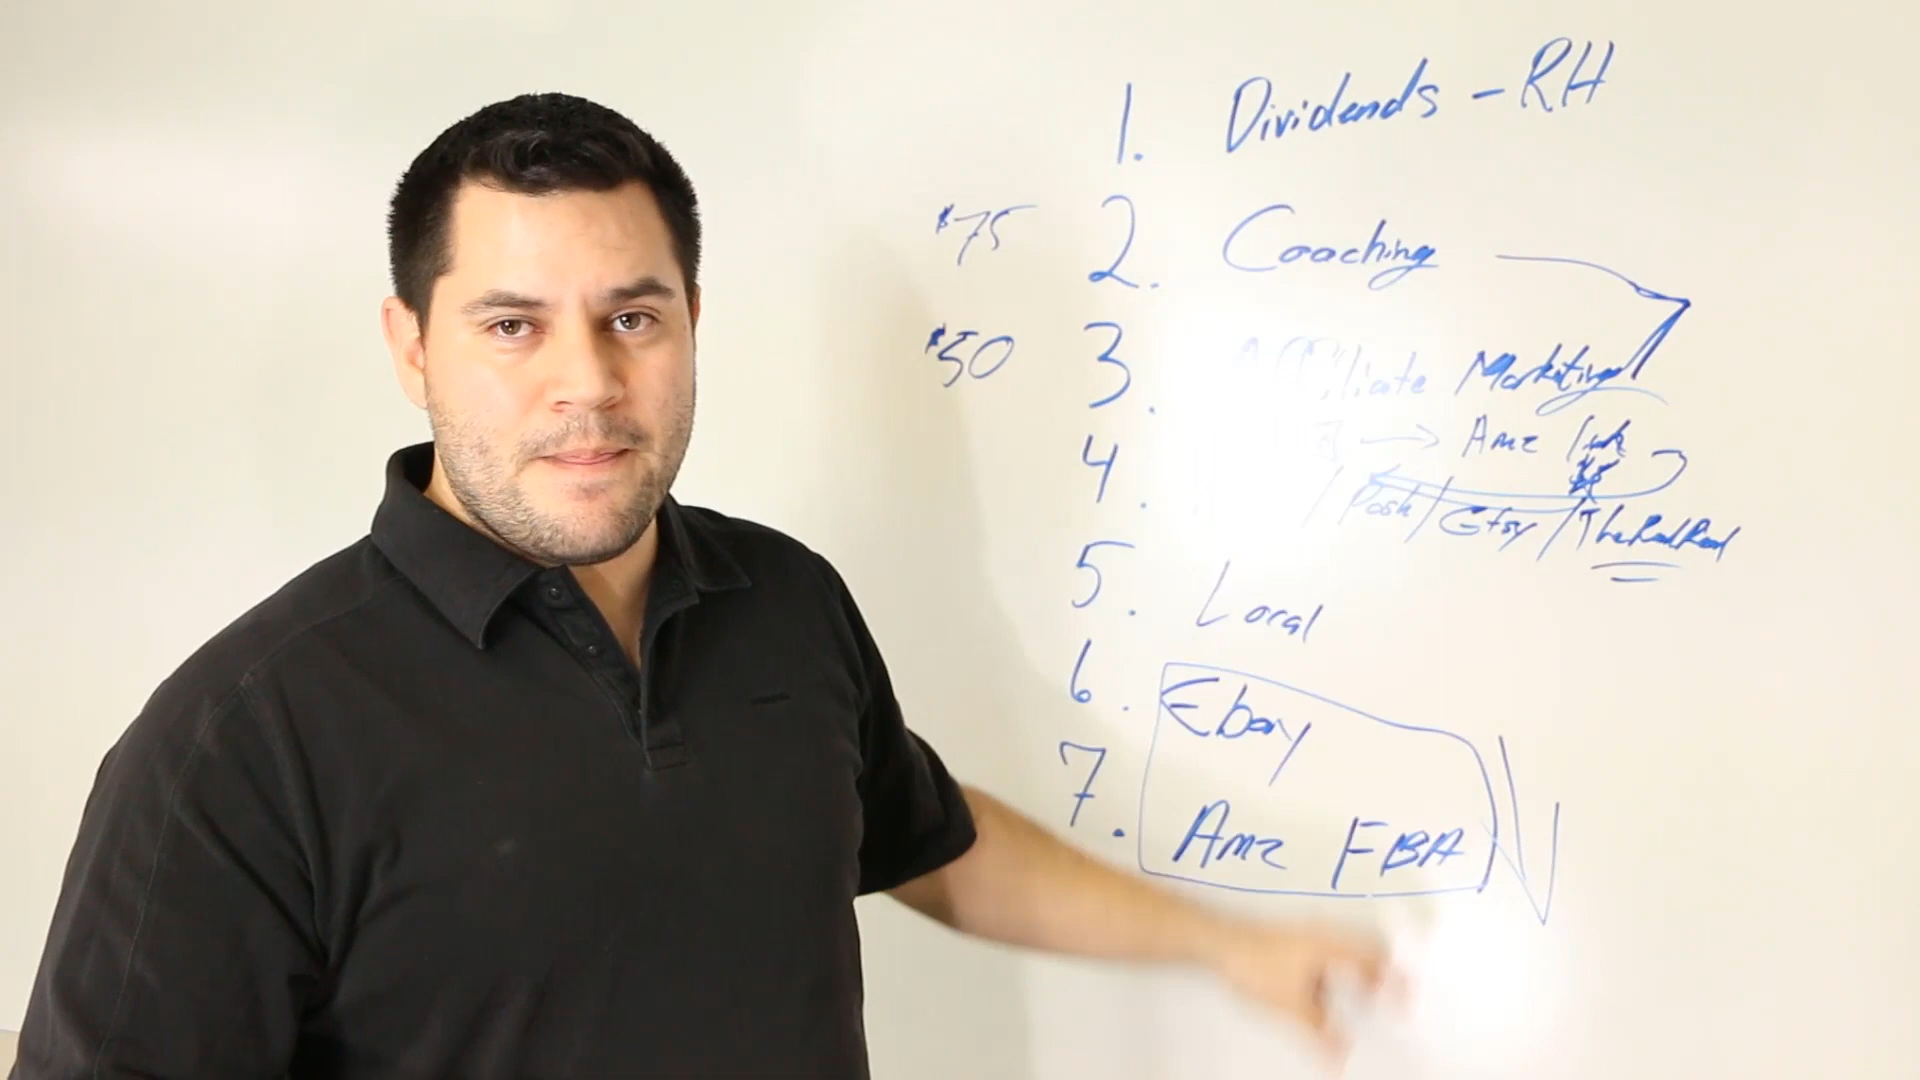 1. Dividends - RH
$75 2. Coaching
$50 3. Affiliate Marketing
→ Amz link
4. / Posh / Etsy / TheRealReal
5. Local
6. Ebay
7. Amz FBA